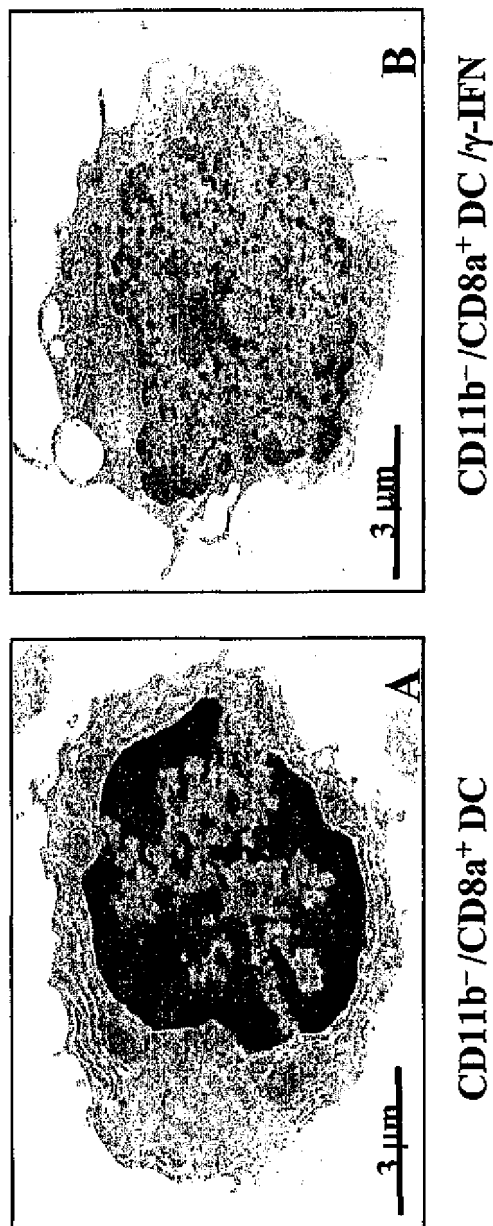 A
3 μm
CD11b⁻/CD8a⁺ DC
B
3 μm
CD11b⁻/CD8a⁺ DC /γ-IFN